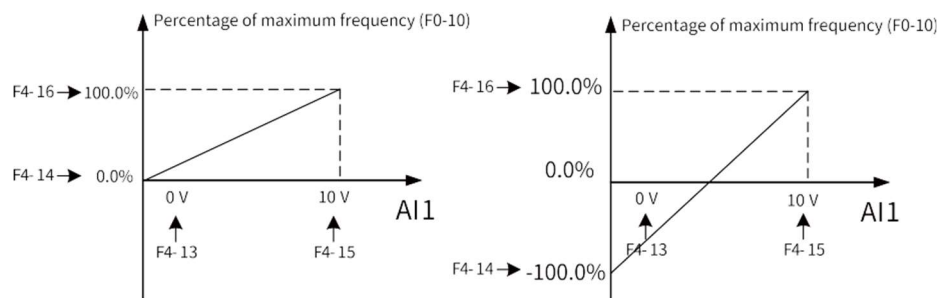 Percentage of maximum frequency (F0-10)
F4-16
100.0%
F4-14
0.0%
0 V
10 V
AI1
F4-13
F4-15
Percentage of maximum frequency (F0-10)
F4-16
100.0%
0.0%
0 V
10 V
AI1
F4-13
F4-15
F4-14
-100.0%